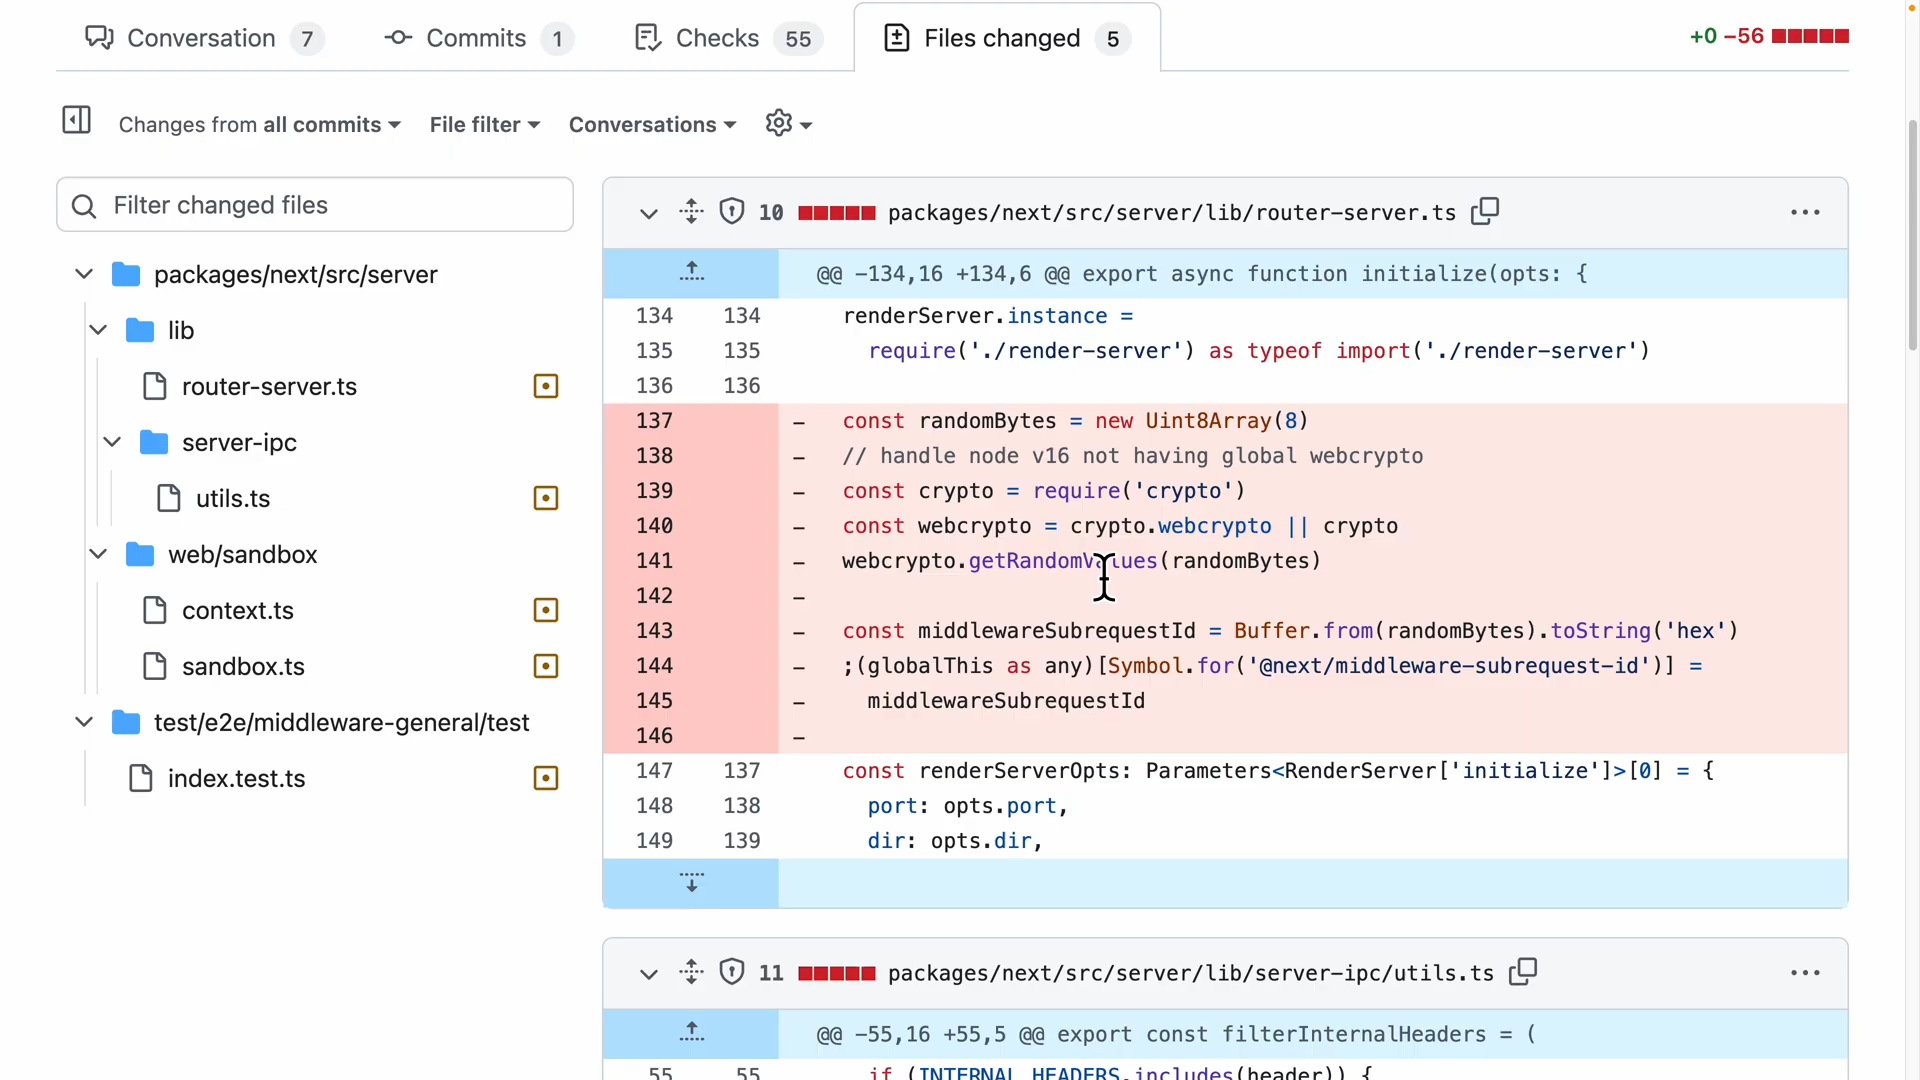 Conversation 7 Commits 1 Checks 55 Files changed 5 +0 −56
Changes from all commits File filter Conversations
Filter changed files
packages/next/src/server
lib
router-server.ts
server-ipc
utils.ts
web/sandbox
context.ts
sandbox.ts
test/e2e/middleware-general/test
index.test.ts
10 packages/next/src/server/lib/router-server.ts
@@ -134,16 +134,6 @@ export async function initialize(opts: {
134 134 renderServer.instance =
135 135 require('./render-server') as typeof import('./render-server')
136 136
137 - const randomBytes = new Uint8Array(8)
138 - // handle node v16 not having global webcrypto
139 - const crypto = require('crypto')
140 - const webcrypto = crypto.webcrypto || crypto
141 - webcrypto.getRandomValues(randomBytes)
142 -
143 - const middlewareSubrequestId = Buffer.from(randomBytes).toString('hex')
144 - ;(globalThis as any)[Symbol.for('@next/middleware-subrequest-id')] =
145 - middlewareSubrequestId
146 -
147 137 const renderServerOpts: Parameters<RenderServer['initialize']>[0] = {
148 138 port: opts.port,
149 139 dir: opts.dir,
11 packages/next/src/server/lib/server-ipc/utils.ts
@@ -55,16 +55,5 @@ export const filterInternalHeaders = (
55 55 if (INTERNAL_HEADERS.includes(header)) {